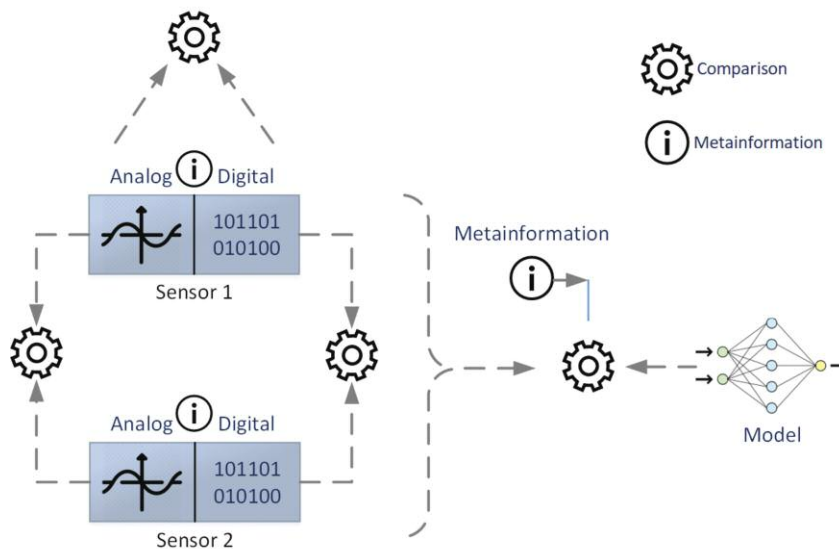 Comparison
i
Metainformation
Analog i Digital
101101
010100
Sensor 1
Metainformation
i
Analog i Digital
101101
010100
Sensor 2
Model